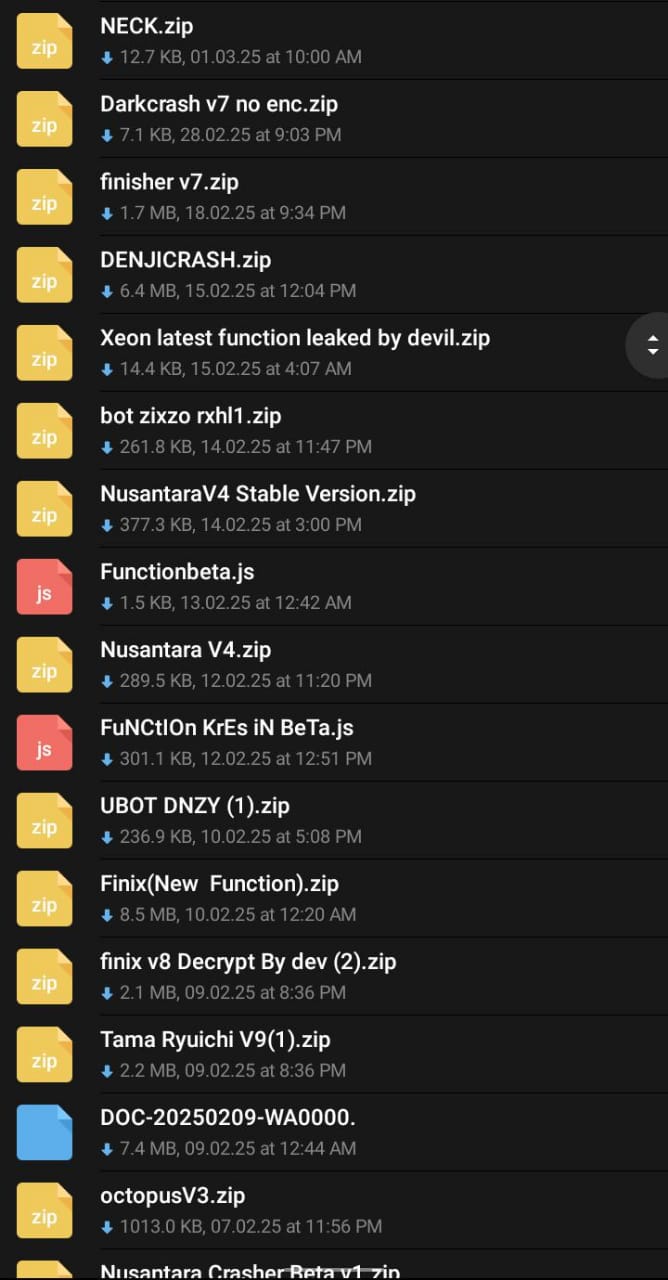 zip
NECK.zip
12.7 KB, 01.03.25 at 10:00 AM
zip
Darkcrash v7 no enc.zip
7.1 KB, 28.02.25 at 9:03 PM
zip
finisher v7.zip
1.7 MB, 18.02.25 at 9:34 PM
zip
DENJICRASH.zip
6.4 MB, 15.02.25 at 12:04 PM
zip
Xeon latest function leaked by devil.zip
14.4 KB, 15.02.25 at 4:07 AM
zip
bot zixzo rxhl1.zip
261.8 KB, 14.02.25 at 11:47 PM
zip
NusantaraV4 Stable Version.zip
377.3 KB, 14.02.25 at 3:00 PM
js
Functionbeta.js
1.5 KB, 13.02.25 at 12:42 AM
zip
Nusantara V4.zip
289.5 KB, 12.02.25 at 11:20 PM
js
FuNCtIOn KrEs iN BeTa.js
301.1 KB, 12.02.25 at 12:51 PM
zip
UBOT DNZY (1).zip
236.9 KB, 10.02.25 at 5:08 PM
zip
Finix(New  Function).zip
8.5 MB, 10.02.25 at 12:20 AM
zip
finix v8 Decrypt By dev (2).zip
2.1 MB, 09.02.25 at 8:36 PM
zip
Tama Ryuichi V9(1).zip
2.2 MB, 09.02.25 at 8:36 PM
DOC-20250209-WA0000.
7.4 MB, 09.02.25 at 12:44 AM
zip
octopusV3.zip
1013.0 KB, 07.02.25 at 11:56 PM
Nusantara Crasher Beta v1.zip